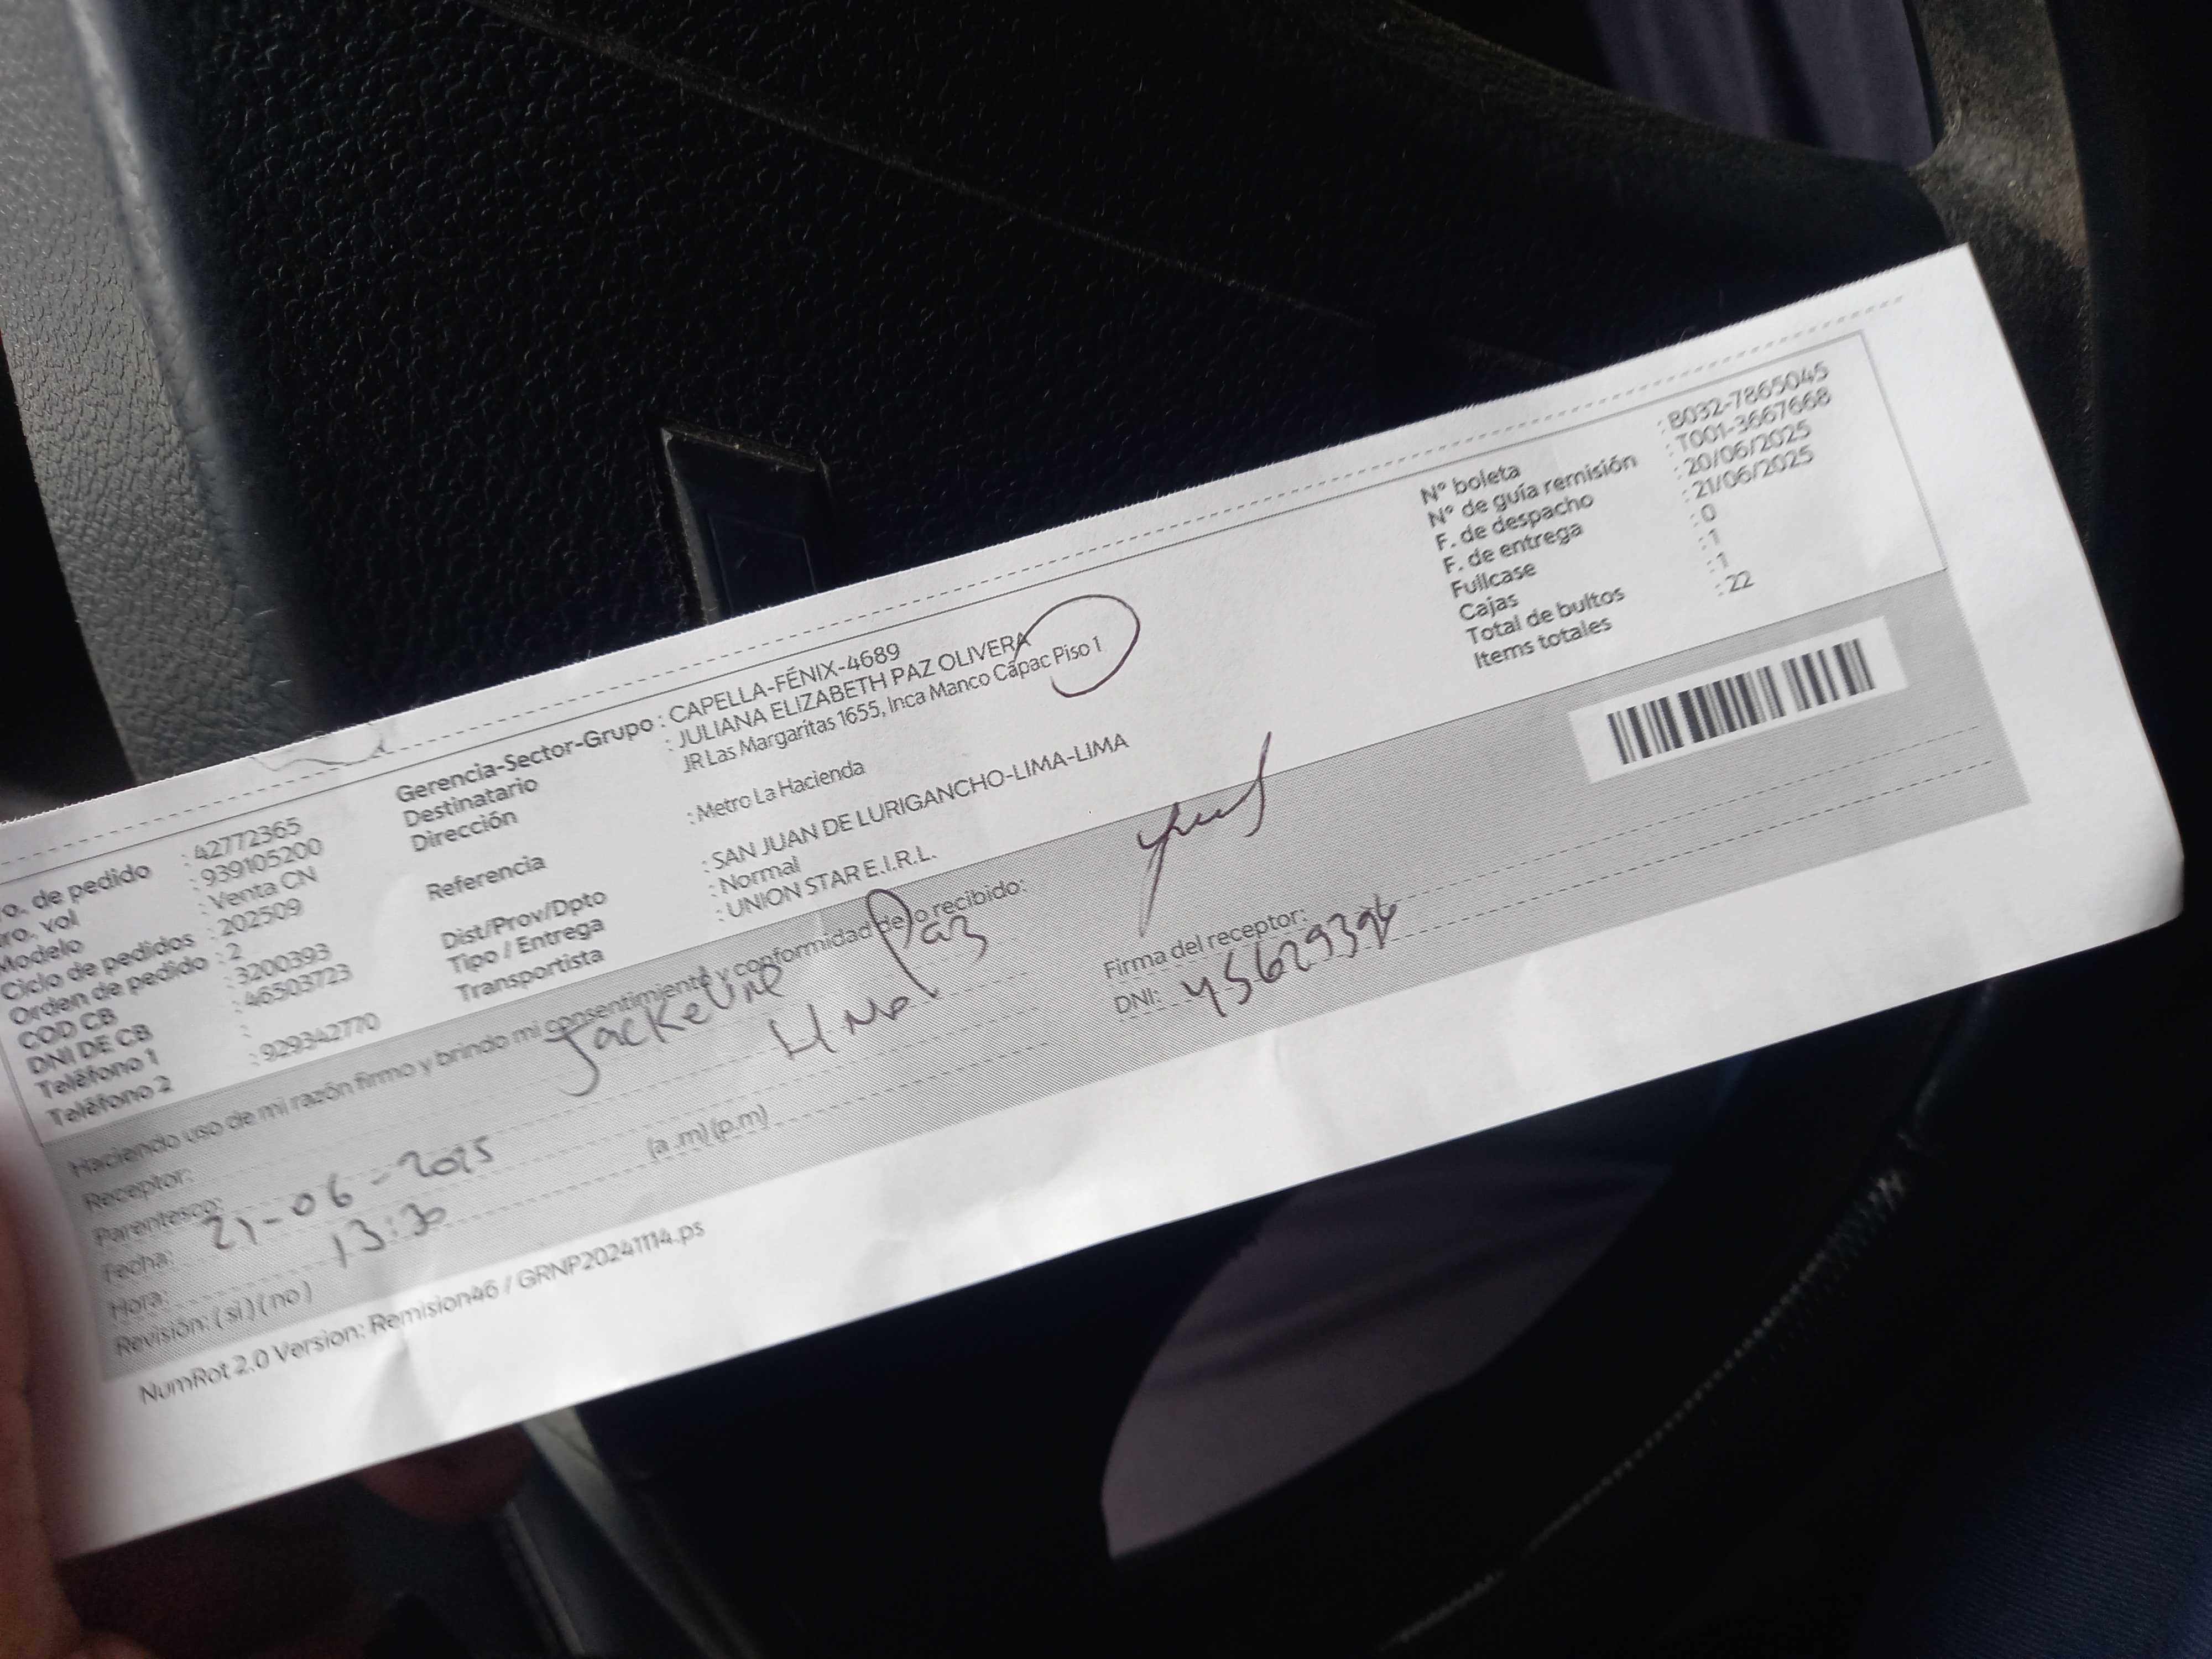 ro. de pedido : 42772365
ro. vol : 939105200
Modelo : Venta CN
Ciclo de pedidos : 202509
Orden de pedido : 2
COD CB : 3200393
DNI DE CB : 46503723
Teléfono 1 :
Teléfono 2 : 929342770
Gerencia-Sector-Grupo : CAPELLA-FÉNIX-4689
Destinatario : JULIANA ELIZABETH PAZ OLIVERA
Dirección JR Las Margaritas 1655, Inca Manco Cápac Piso 1
Referencia : Metro La Hacienda
Dist/Prov/Dpto : SAN JUAN DE LURIGANCHO-LIMA-LIMA
Tipo / Entrega : Normal
Transportista : UNION STAR E.I.R.L.
N° boleta : B032-7865045
N° de guía remisión : T001-3667668
F. de despacho : 20/06/2025
F. de entrega : 21/06/2025
Fullcase : 0
Cajas : 1
Total de bultos : 1
Items totales : 22
Haciendo uso de mi razón firmo y brindo mi consentimiento y conformidad de lo recibido:
Receptor: Jackeline Paz
Parentesco: Hna
Fecha: 21-06-2025
Hora: 13:30 (a.m)(p.m)
Revisión: (si)(no)
Firma del receptor:
DNI:
NumRot 2.0 Version: Remision46 / GRNP20241114.ps